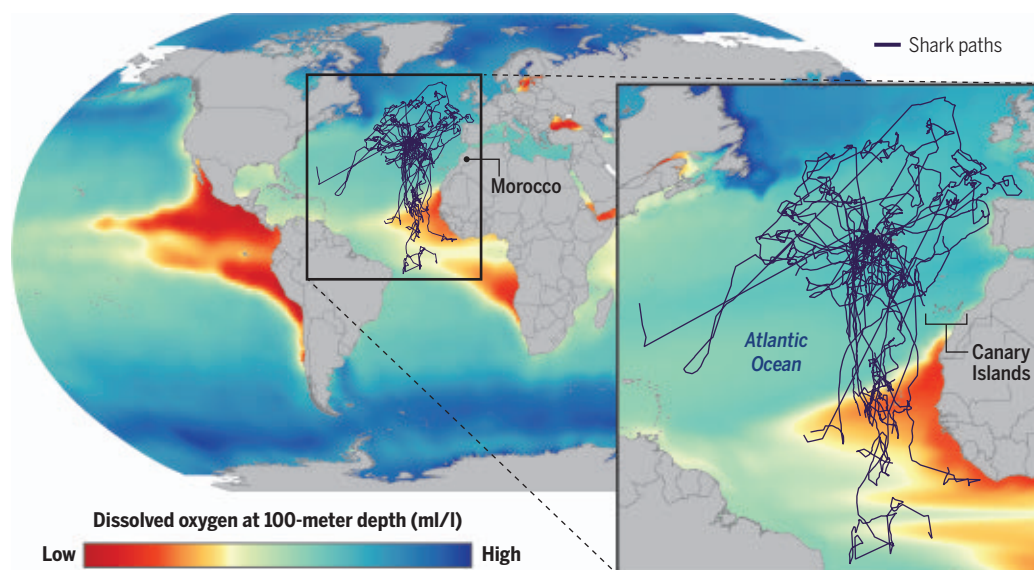 Shark paths
Morocco
Atlantic
Ocean
Canary
Islands
Dissolved oxygen at 100-meter depth (ml/l)
Low
High